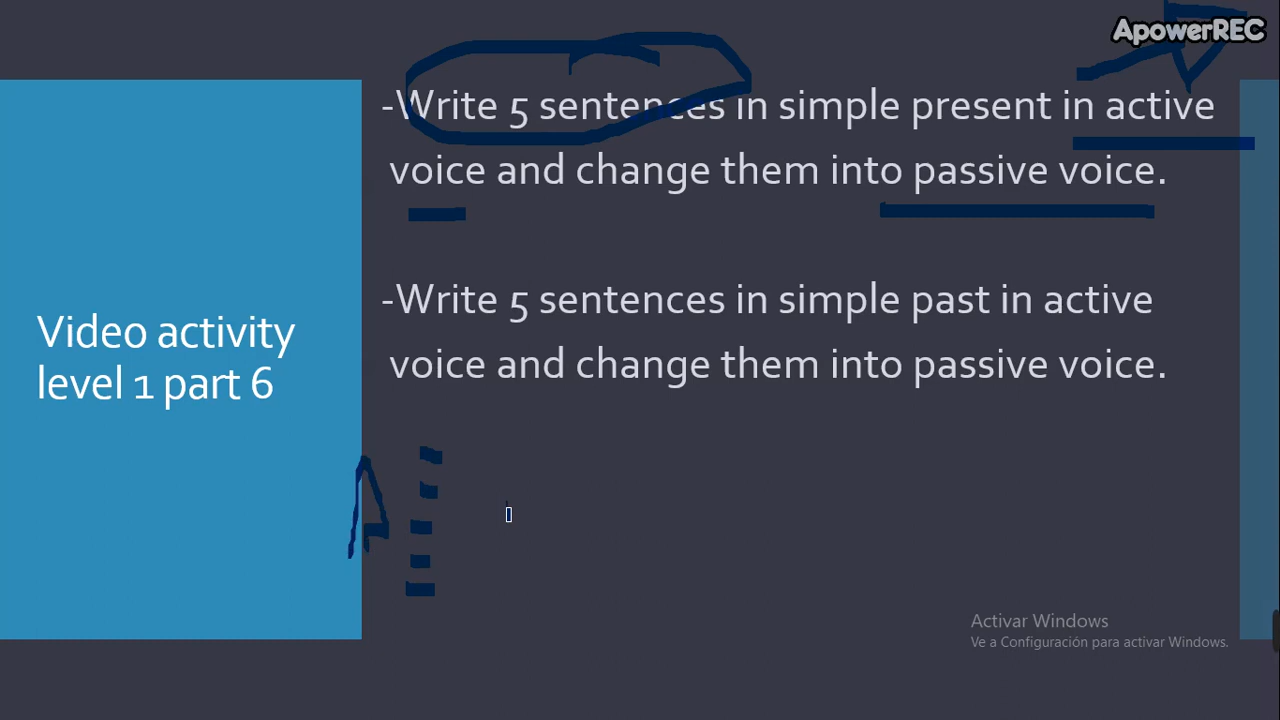 ApowerREC
-Write 5 sentences in simple present in active
voice and change them into passive voice.
-Write 5 sentences in simple past in active
voice and change them into passive voice.
Video activity
level 1 part 6
A
Activar Windows
Ve a Configuración para activar Windows.